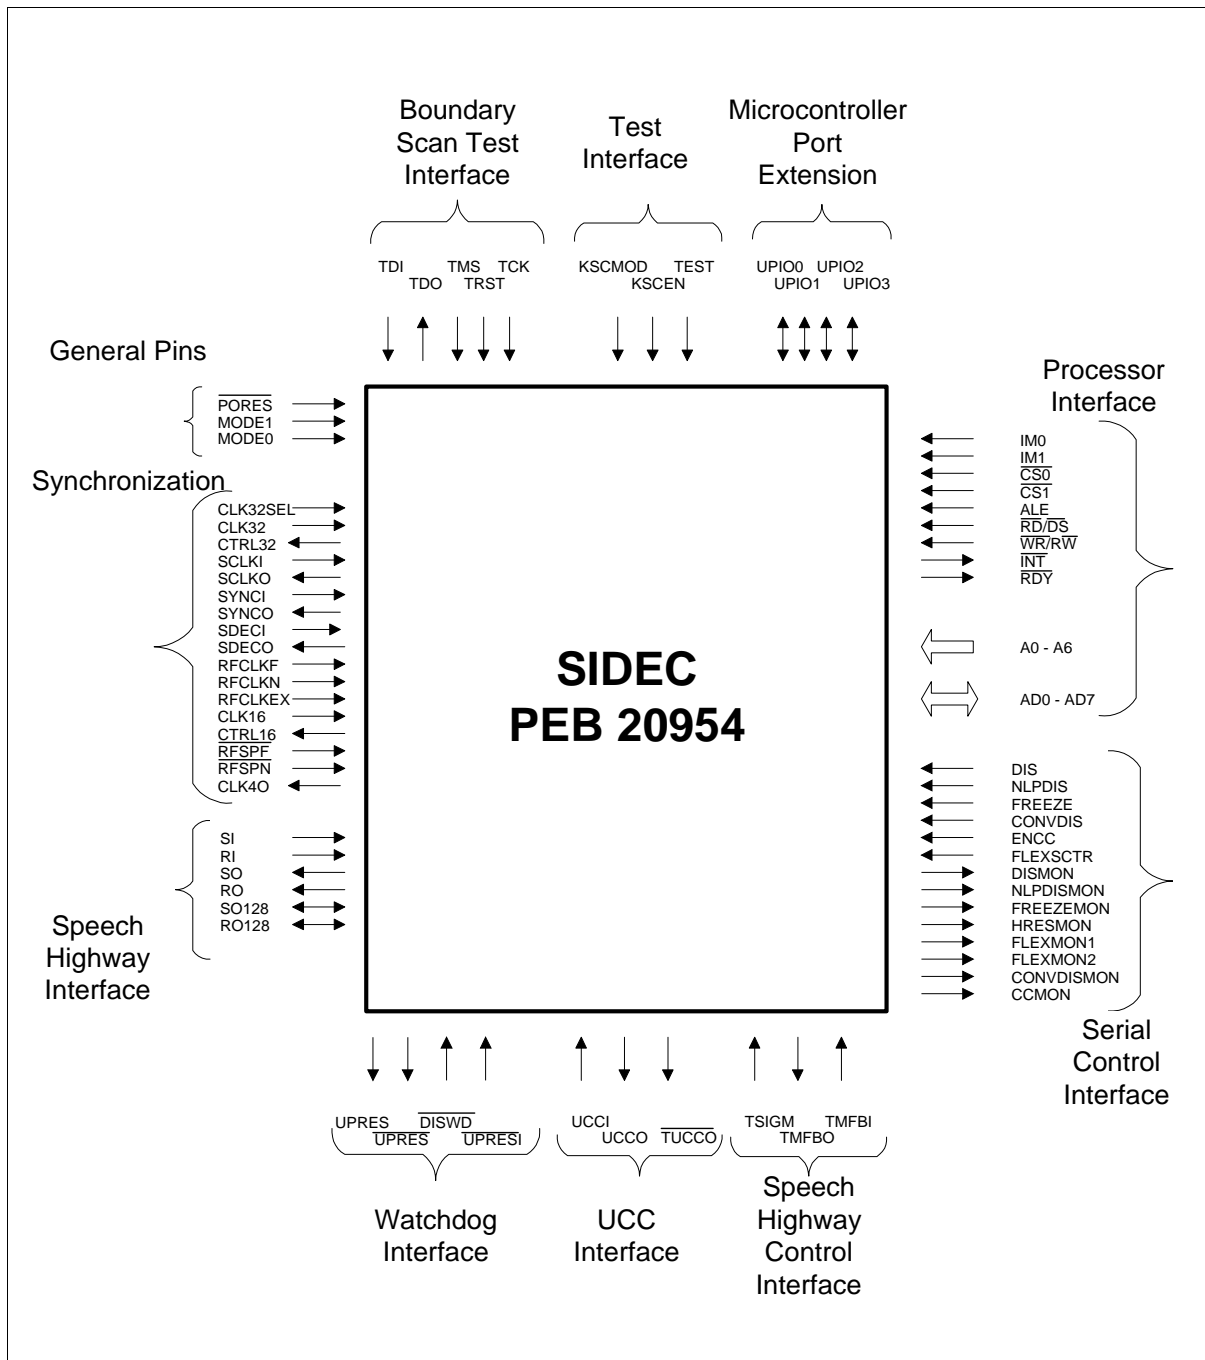 Boundary
Scan Test
Interface
Test
Interface
Microcontroller
Port
Extension
TDI
TDO
TMS
TRST
TCK
KSCMOD
KSCEN
TEST
UPIO0
UPIO1
UPIO2
UPIO3
General Pins
PORES
MODE1
MODE0
Synchronization
CLK32SEL
CLK32
CTRL32
SCLKI
SCLKO
SYNCI
SYNCO
SDECI
SDECO
RFCLKF
RFCLKN
RFCLKEX
CLK16
CTRL16
RFSPF
RFSPN
CLK4O
SI
RI
SO
RO
SO128
RO128
Speech
Highway
Interface
SIDEC
PEB 20954
Processor
Interface
IM0
IM1
CS0
CS1
ALE
RD/DS
WR/RW
INT
RDY
A0 - A6
AD0 - AD7
DIS
NLPDIS
FREEZE
CONVDIS
ENCC
FLEXSCTR
DISMON
NLPDISMON
FREEZEMON
HRESMON
FLEXMON1
FLEXMON2
CONVDISMON
CCMON
Serial
Control
Interface
UPRES
UPRES
DISWD
UPRESI
Watchdog
Interface
UCCI
UCCO
TUCCO
UCC
Interface
TSIGM
TMFBO
TMFBI
Speech
Highway
Control
Interface